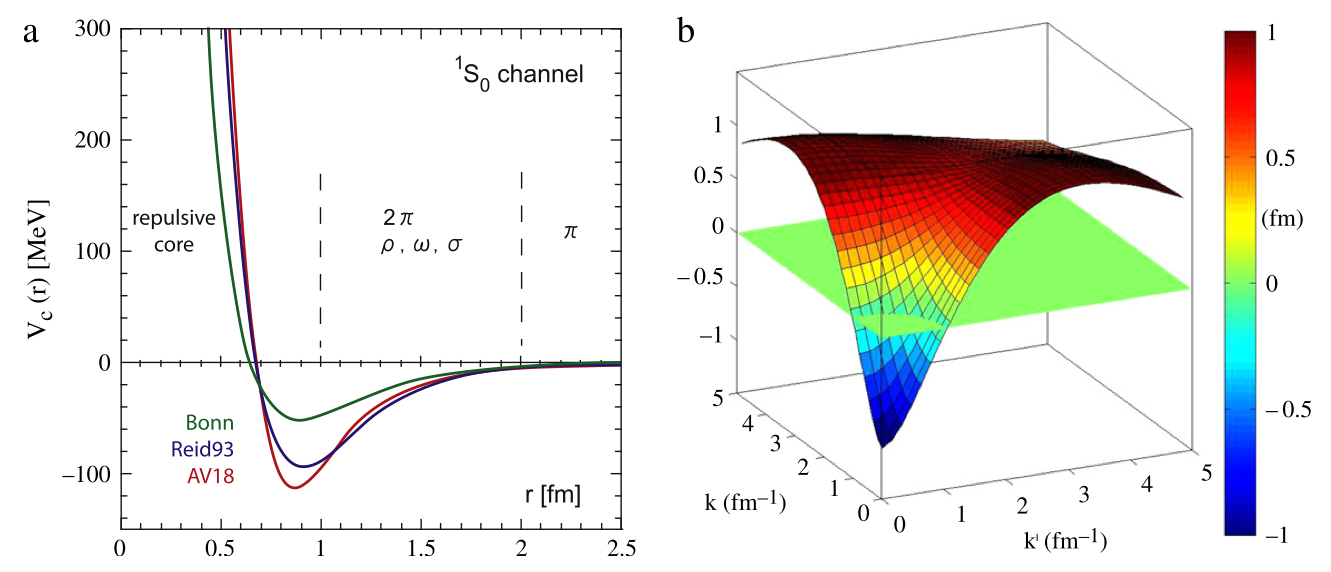 a
300
200
100
0
−100
V_c (r) [MeV]
¹S₀ channel
repulsive
core
2 π
ρ , ω , σ
π
Bonn
Reid93
AV18
r [fm]
0
0.5
1
1.5
2
2.5
b
1
0.5
0
−0.5
−1
5
4
3
2
1
0
k (fm⁻¹)
0
1
2
3
4
5
k' (fm⁻¹)
1
0.5
(fm)
0
−0.5
−1